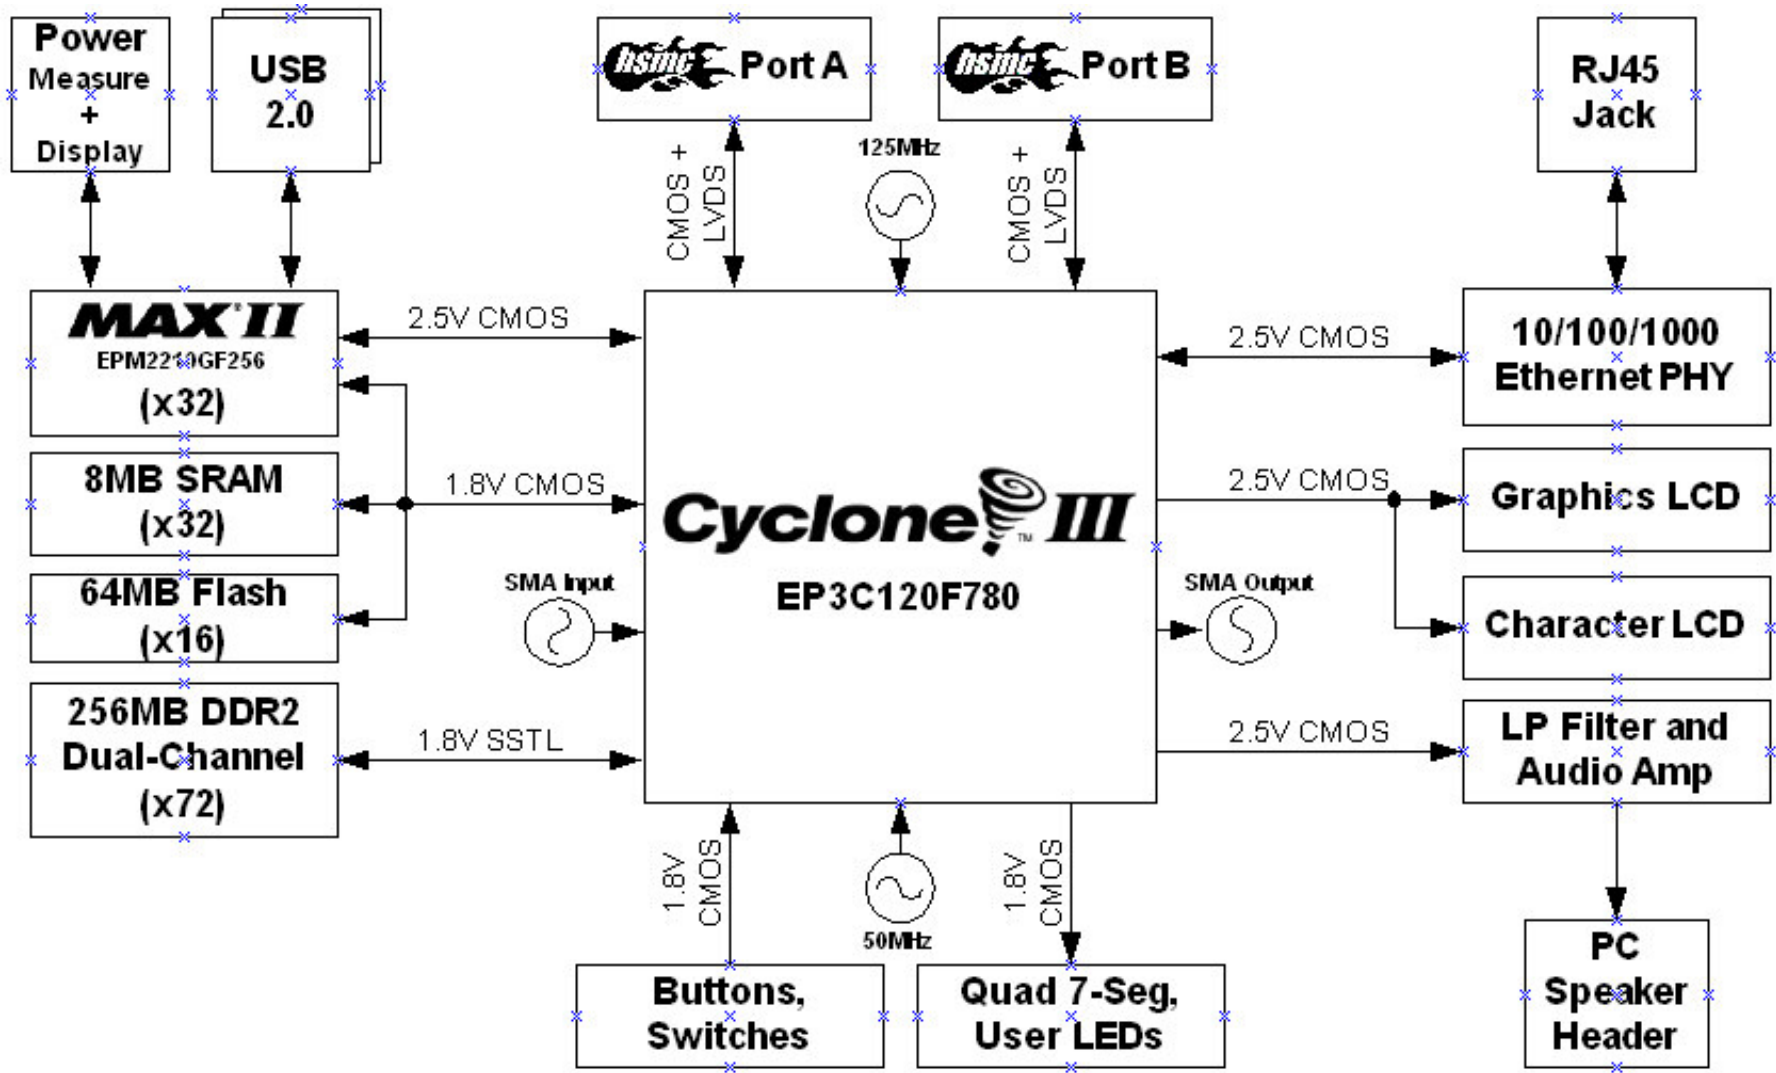 Power
Measure
+
Display
USB
2.0
hsmc Port A
hsmc Port B
RJ45
Jack
CMOS +
LVDS
125MHz
CMOS +
LVDS
MAX II
EPM2210GF256
(x32)
2.5V CMOS
2.5V CMOS
10/100/1000
Ethernet PHY
8MB SRAM
(x32)
1.8V CMOS
Cyclone III
™
EP3C120F780
2.5V CMOS
Graphics LCD
64MB Flash
(x16)
SMA Input
SMA Output
Character LCD
256MB DDR2
Dual-Channel
(x72)
1.8V SSTL
2.5V CMOS
LP Filter and
Audio Amp
1.8V
CMOS
50MHz
1.8V
CMOS
Buttons,
Switches
Quad 7-Seg,
User LEDs
PC
Speaker
Header